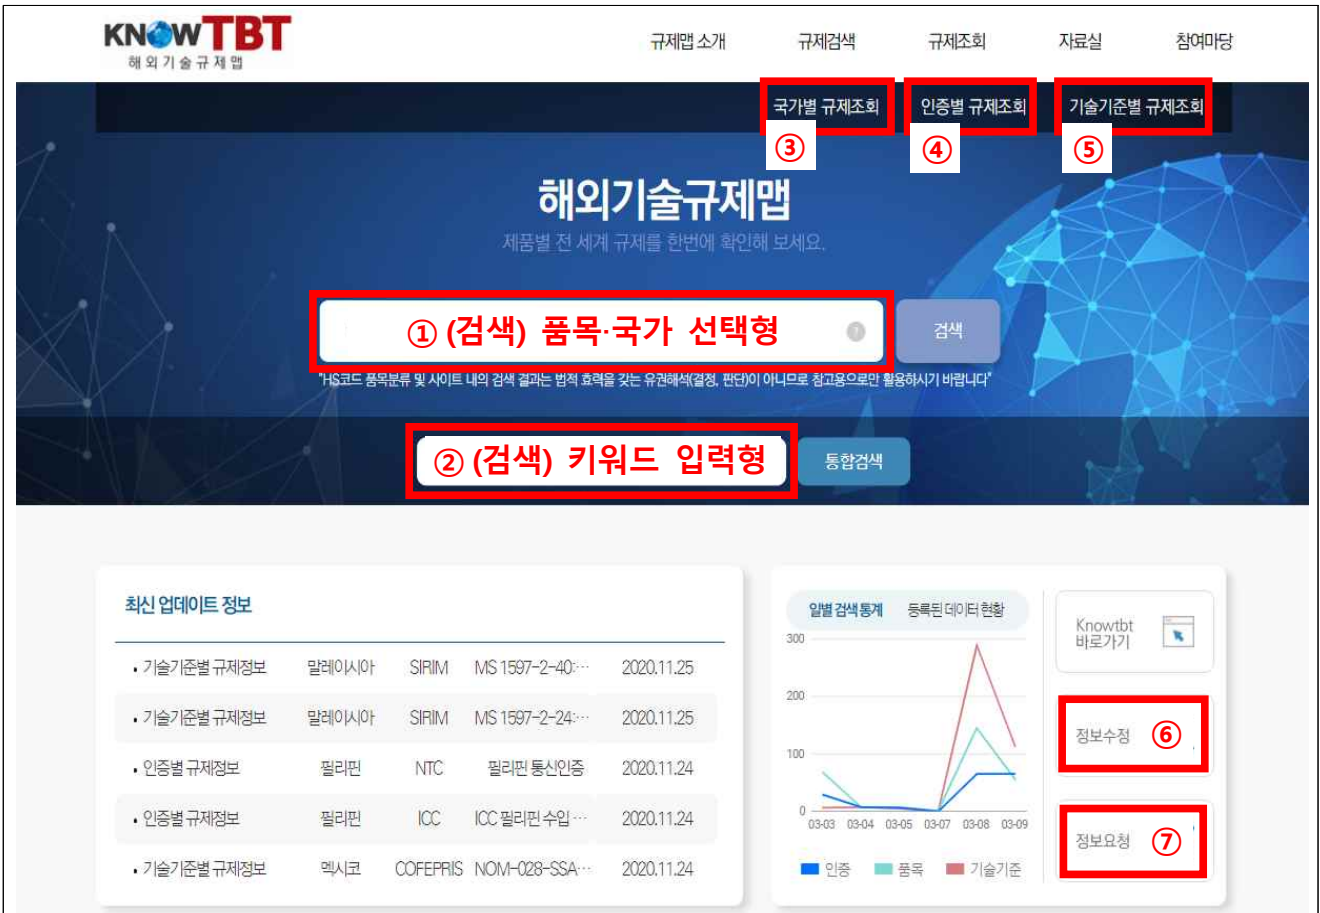 KNOWTBT
해외기술규제맵
규제맵 소개 규제검색 규제조회 자료실 참여마당
국가별 규제조회 인증별 규제조회 기술기준별 규제조회
③ ④ ⑤
해외기술규제맵
제품별 전 세계 규제를 한번에 확인해 보세요.
① (검색) 품목·국가 선택형 ? 검색
"HS코드 품목분류 및 사이트 내의 검색 결과는 법적 효력을 갖는 유권해석(결정, 판단)이 아니므로 참고용으로만 활용하시기 바랍니다"
② (검색) 키워드 입력형 통합검색
최신 업데이트 정보
• 기술기준별 규제정보 말레이시아 SIRIM MS 1597-2-40:··· 2020.11.25
• 기술기준별 규제정보 말레이시아 SIRIM MS 1597-2-24:··· 2020.11.25
• 인증별 규제정보 필리핀 NTC 필리핀 통신인증 2020.11.24
• 인증별 규제정보 필리핀 ICC ICC 필리핀 수입 ··· 2020.11.24
• 기술기준별 규제정보 멕시코 COFEPRIS NOM-028-SSA··· 2020.11.24
일별 검색 통계 등록된 데이터 현황
300
200
100
0
03-03 03-04 03-05 03-07 03-08 03-09
인증 품목 기술기준
Knowtbt
바로가기
정보수정 ⑥
정보요청 ⑦